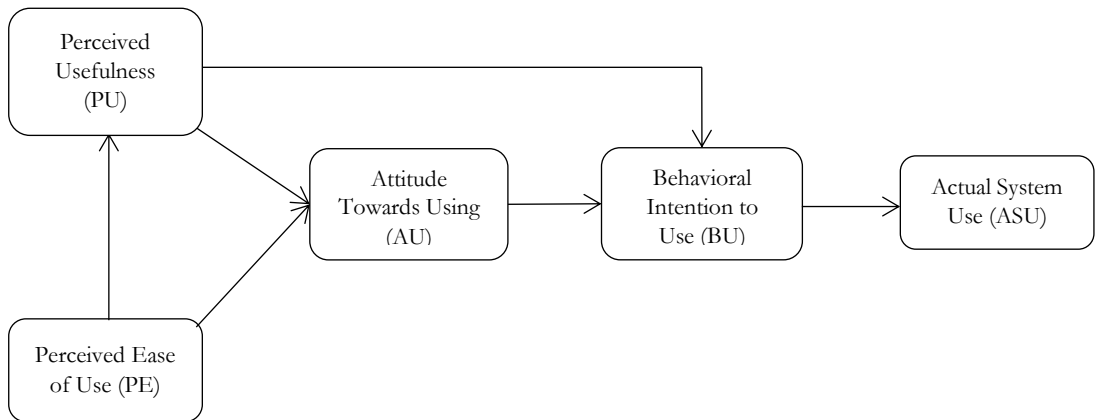 Perceived
Usefulness
(PU)
Attitude
Towards Using
(AU)
Behavioral
Intention to
Use (BU)
Actual System
Use (ASU)
Perceived Ease
of Use (PE)